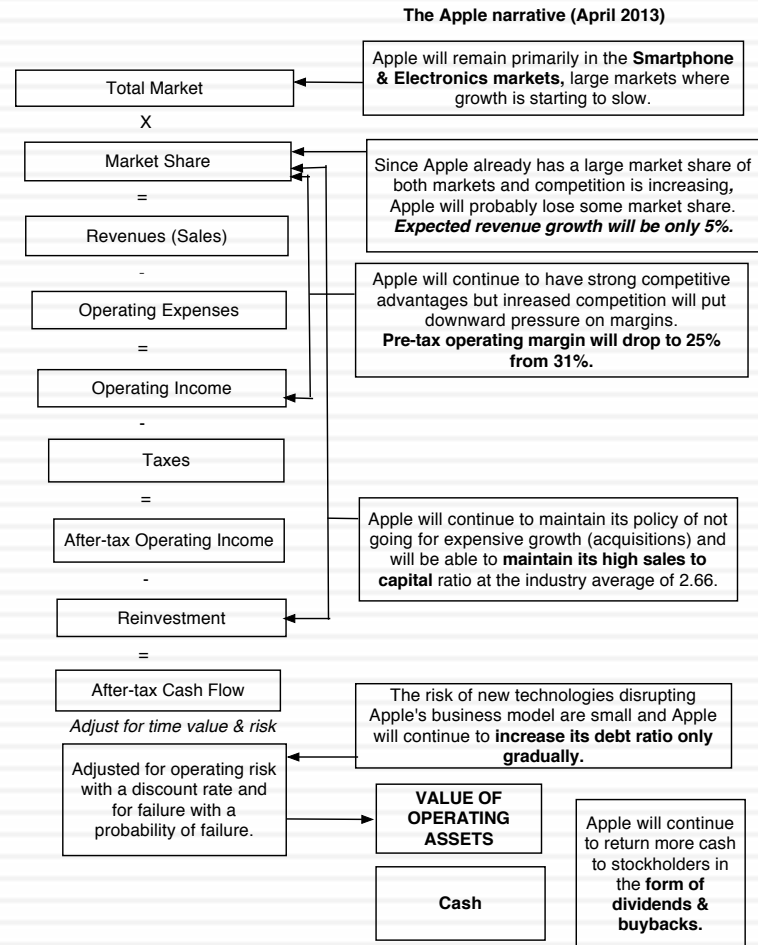 The Apple narrative (April 2013)
Apple will remain primarily in the Smartphone
& Electronics markets, large markets where
growth is starting to slow.
Total Market
X
Market Share
Since Apple already has a large market share of
both markets and competition is increasing,
Apple will probably lose some market share.
Expected revenue growth will be only 5%.
=
Revenues (Sales)
-
Operating Expenses
Apple will continue to have strong competitive
advantages but inreased competition will put
downward pressure on margins.
Pre-tax operating margin will drop to 25%
from 31%.
=
Operating Income
-
Taxes
=
After-tax Operating Income
Apple will continue to maintain its policy of not
going for expensive growth (acquisitions) and
will be able to maintain its high sales to
capital ratio at the industry average of 2.66.
-
Reinvestment
=
After-tax Cash Flow
The risk of new technologies disrupting
Apple's business model are small and Apple
will continue to increase its debt ratio only
gradually.
Adjust for time value & risk
Adjusted for operating risk
with a discount rate and
for failure with a
probability of failure.
VALUE OF
OPERATING
ASSETS
Cash
Apple will continue
to return more cash
to stockholders in
the form of
dividends &
buybacks.